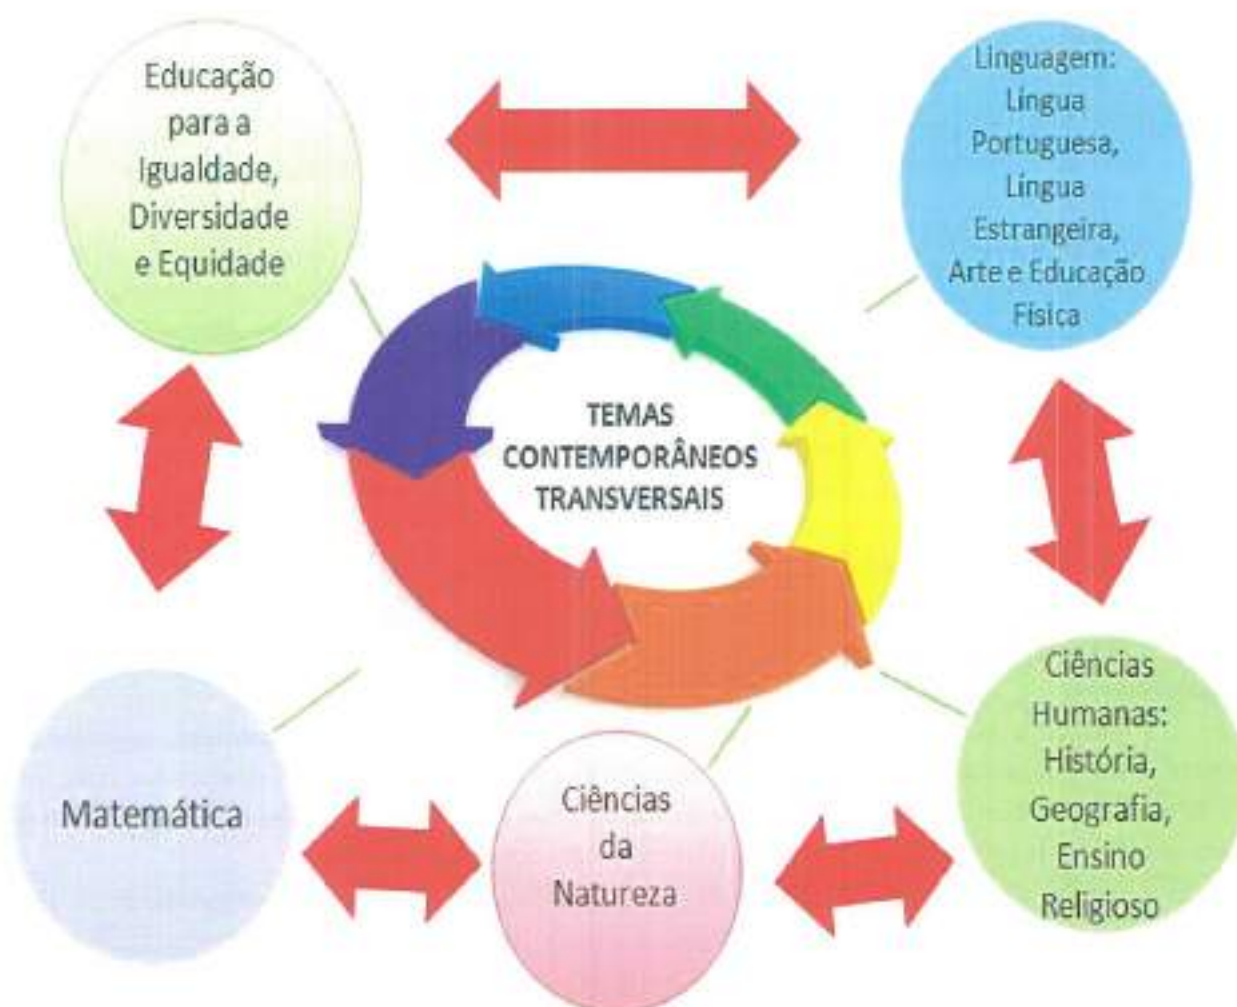 Educação
para a
Igualdade,
Diversidade
e Equidade
Linguagem:
Língua
Portuguesa,
Língua
Estrangeira,
Arte e Educação
Física
TEMAS
CONTEMPORÂNEOS
TRANSVERSAIS
Matemática
Ciências
da
Natureza
Ciências
Humanas:
História,
Geografia,
Ensino
Religioso